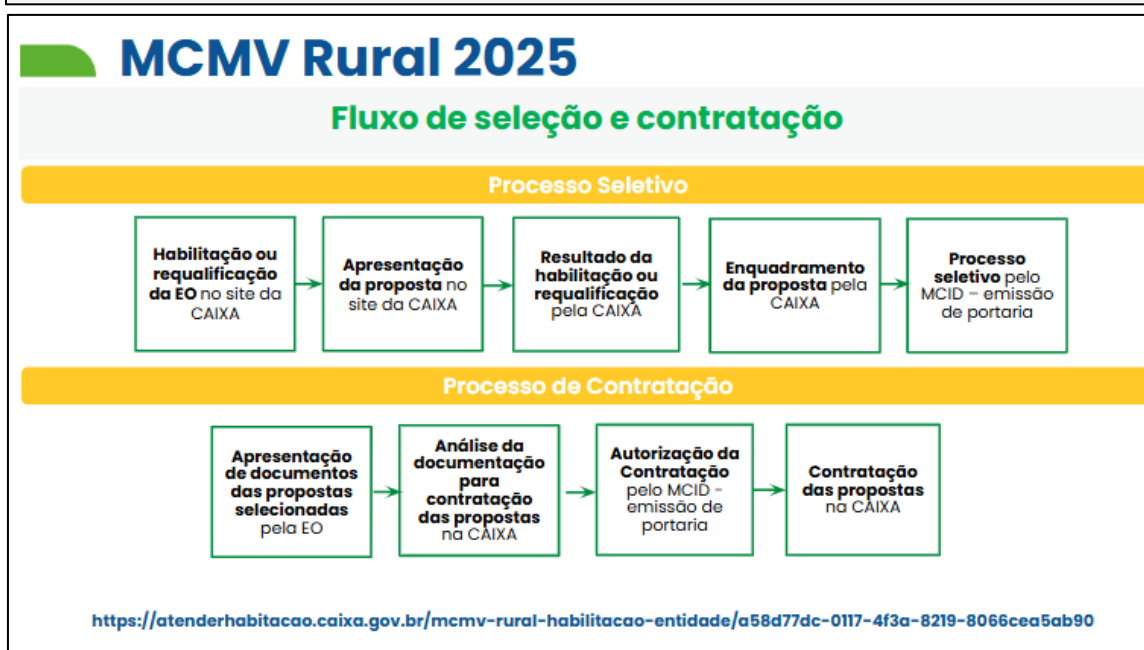 MCMV Rural 2025
Fluxo de seleção e contratação
Processo Seletivo
Habilitação ou
requalificação
da EO no site da
CAIXA
Apresentação
da proposta no
site da CAIXA
Resultado da
habilitação ou
requalificação
pela CAIXA
Enquadramento
da proposta pela
CAIXA
Processo
seletivo pelo
MCID – emissão
de portaria
Processo de Contratação
Apresentação
de documentos
das propostas
selecionadas
pela EO
Análise da
documentação
para
contratação
das propostas
na CAIXA
Autorização da
Contratação
pelo MCID -
emissão de
portaria
Contratação
das propostas
na CAIXA
https://atenderhabitacao.caixa.gov.br/mcmv-rural-habilitacao-entidade/a58d77dc-0117-4f3a-8219-8066cea5ab90